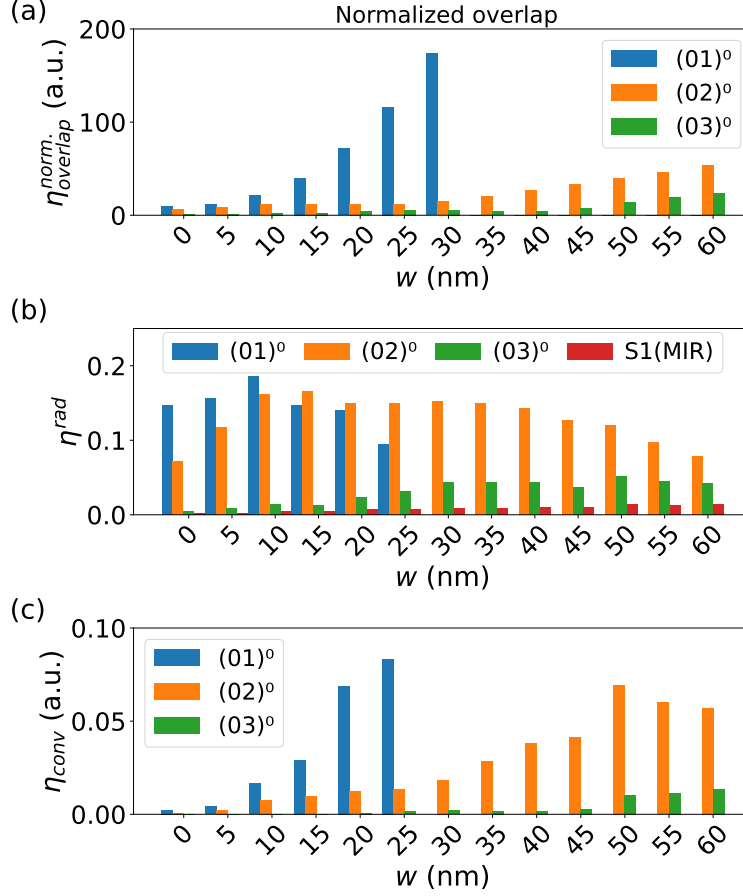 (a)
Normalized overlap
η^{norm.}_{overlap} (a.u.)
200
100
0
(01)⁰
(02)⁰
(03)⁰
0 5 10 15 20 25 30 35 40 45 50 55 60
w (nm)
(b)
η^{rad}
0.2
0.1
0.0
(01)⁰ (02)⁰ (03)⁰ S1(MIR)
0 5 10 15 20 25 30 35 40 45 50 55 60
w (nm)
(c)
η_{conv} (a.u.)
0.10
0.05
0.00
(01)⁰
(02)⁰
(03)⁰
0 5 10 15 20 25 30 35 40 45 50 55 60
w (nm)